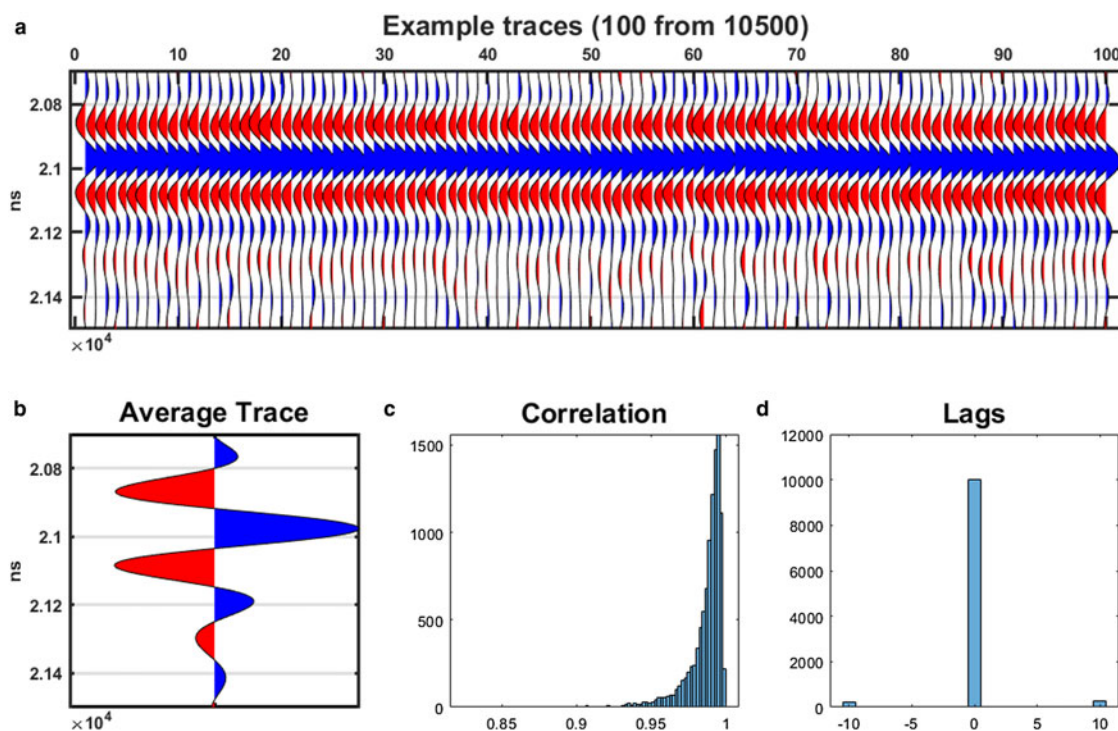 a
Example traces (100 from 10500)
0 10 20 30 40 50 60 70 80 90 100
2.08
2.1
2.12
2.14
ns
×10⁴
b
Average Trace
2.08
2.1
2.12
2.14
ns
×10⁴
c
Correlation
1500
1000
500
0
0.85 0.9 0.95 1
d
Lags
12000
10000
8000
6000
4000
2000
0
-10 -5 0 5 10